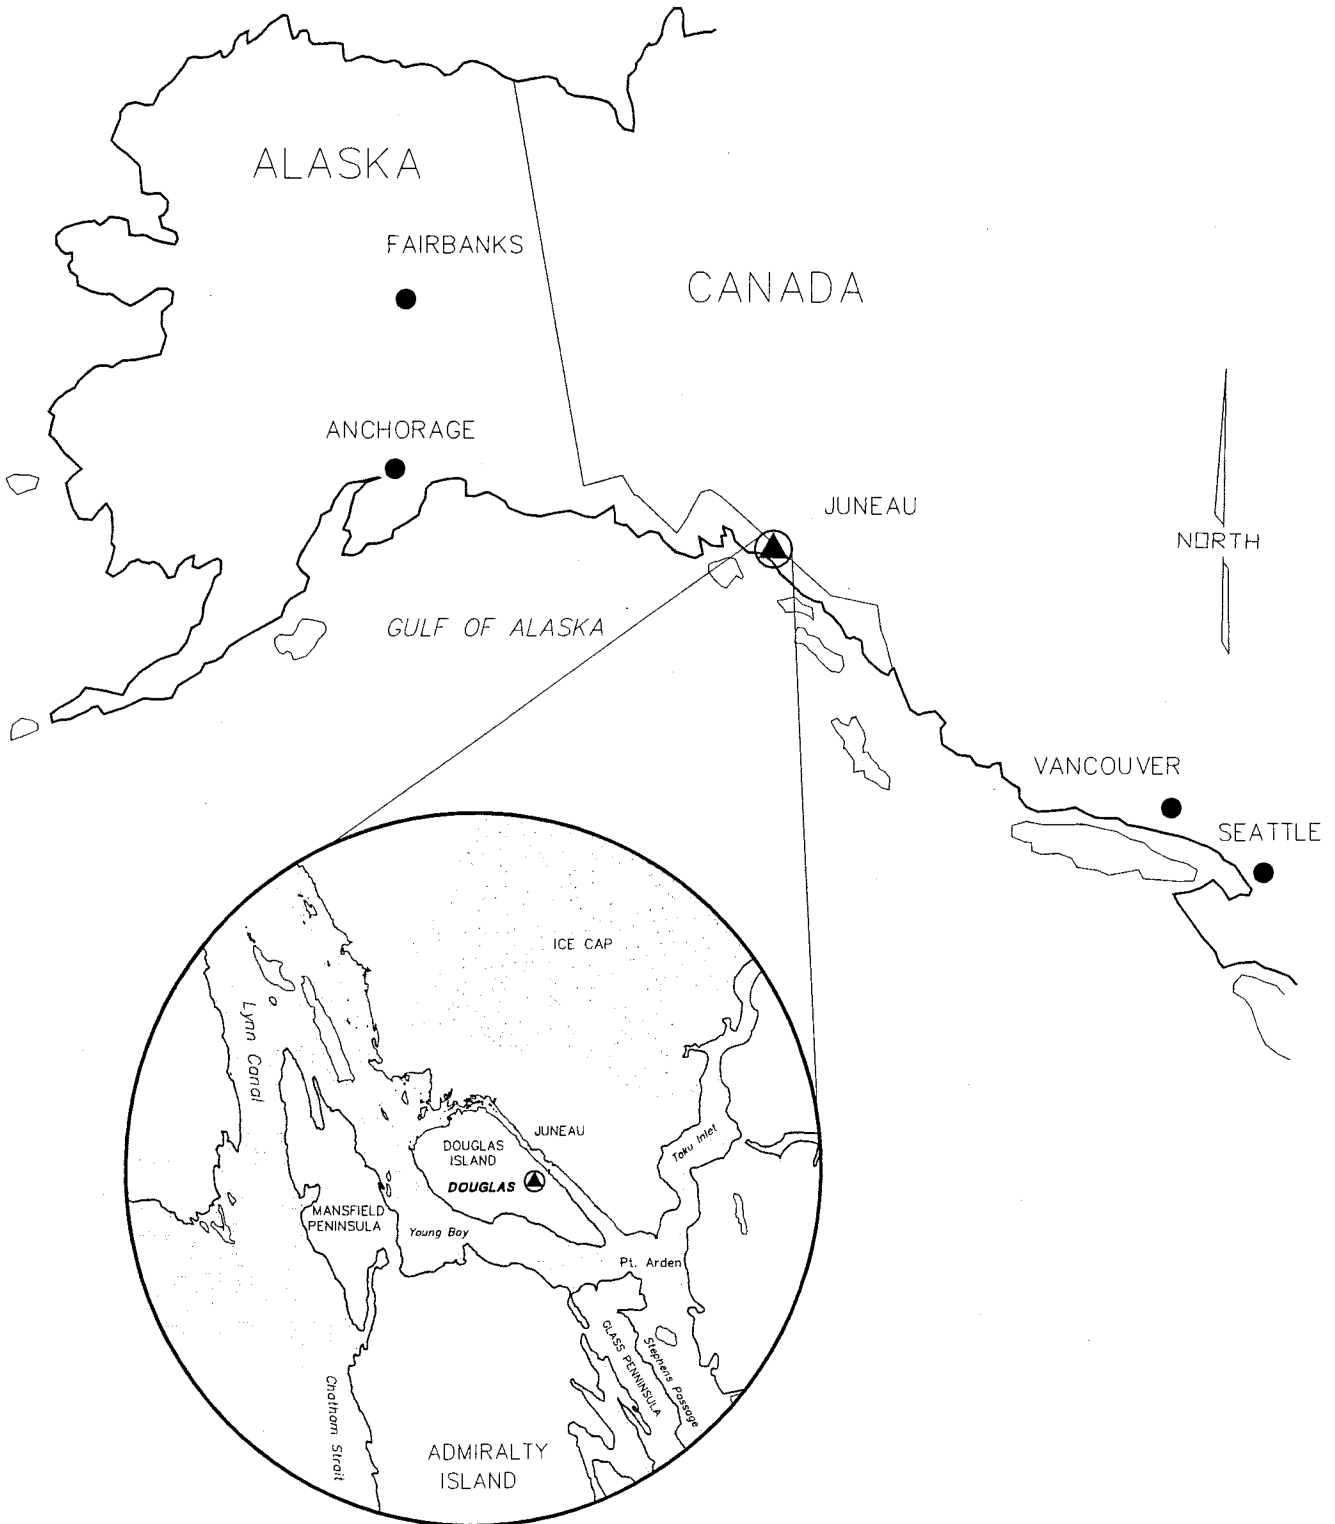 ALASKA
FAIRBANKS
CANADA
ANCHORAGE
JUNEAU
NORTH
GULF OF ALASKA
VANCOUVER
SEATTLE
ICE CAP
Lynn Canal
JUNEAU
DOUGLAS
ISLAND
DOUGLAS
Taku Inlet
MANSFIELD
PENINSULA
Young Bay
Pt. Arden
GLASS PENNINSULA
Stephens Passage
Chatham Strait
ADMIRALTY
ISLAND